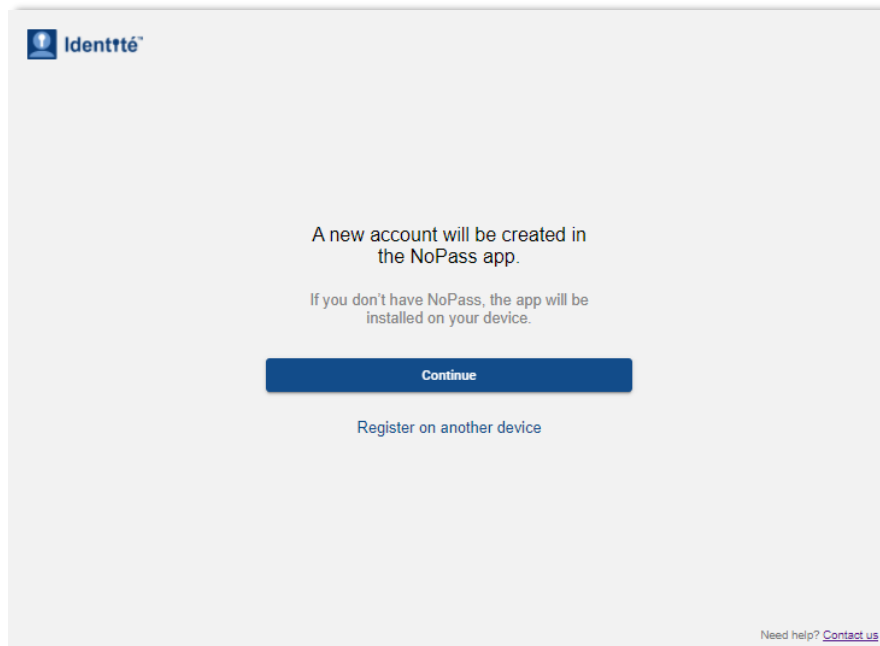 Identité™
A new account will be created in
the NoPass app.
If you don't have NoPass, the app will be
installed on your device.
Continue
Register on another device
Need help? Contact us